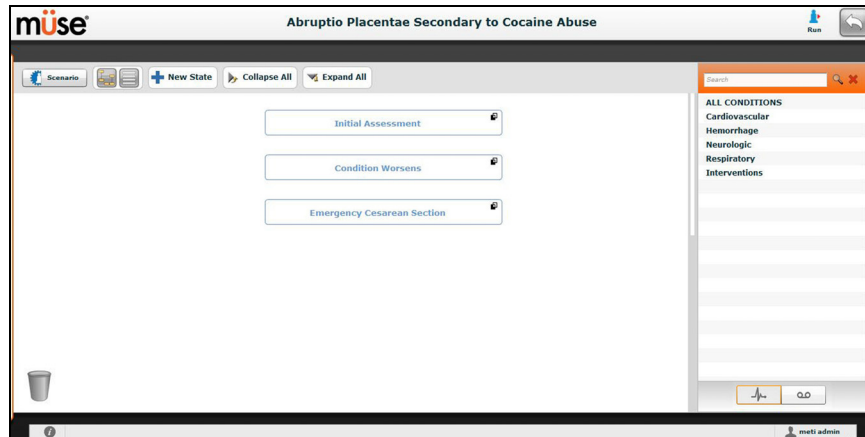 müse
Abruptio Placentae Secondary to Cocaine Abuse
Run
Scenario
New State
Collapse All
Expand All
Search
Initial Assessment
Condition Worsens
Emergency Cesarean Section
ALL CONDITIONS
Cardiovascular
Hemorrhage
Neurologic
Respiratory
Interventions
meti admin